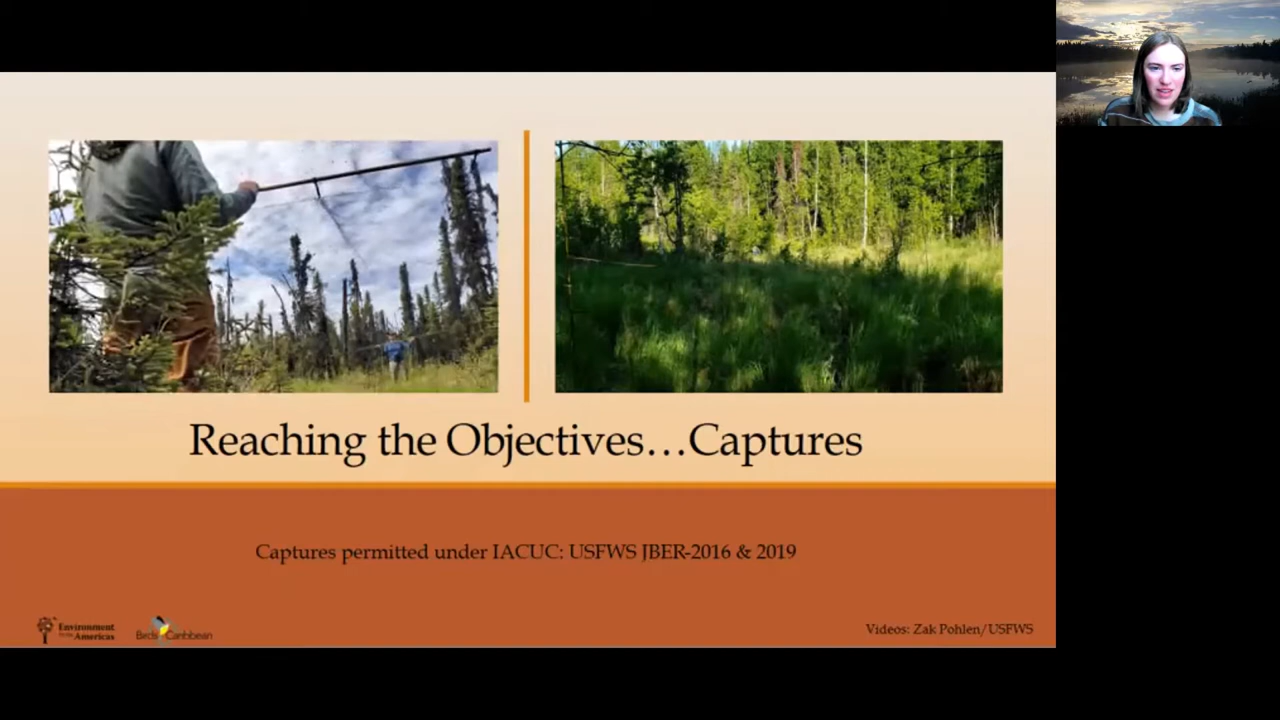 Reaching the Objectives…Captures
Captures permitted under IACUC: USFWS JBER-2016 & 2019
Environment
for the Americas
Birds Caribbean
Videos: Zak Pohlen/USFWS